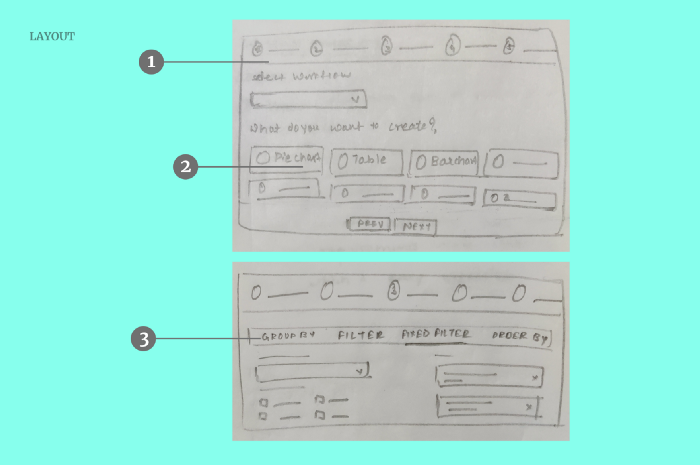 LAYOUT
1
2 3 4 5
Select Workflow
What do you want to create?
2
Pie chart Table Barchart
PREV NEXT
3
3
GROUP BY FILTER FIXED FILTER ORDER BY